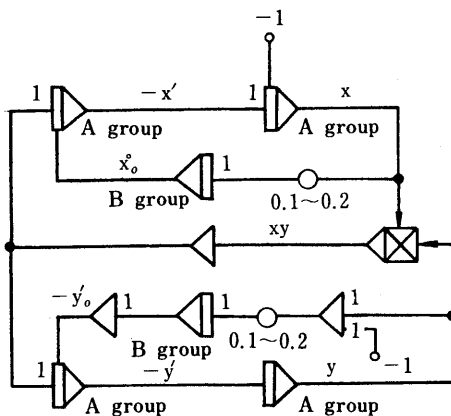 −1
1 −x′ 1 x
A group A group
x̊ₒ 1
B group 0.1~0.2
xy
−y′ₒ 1 1 1
B group 0.1~0.2 1 −1
1 −y′ y
A group A group